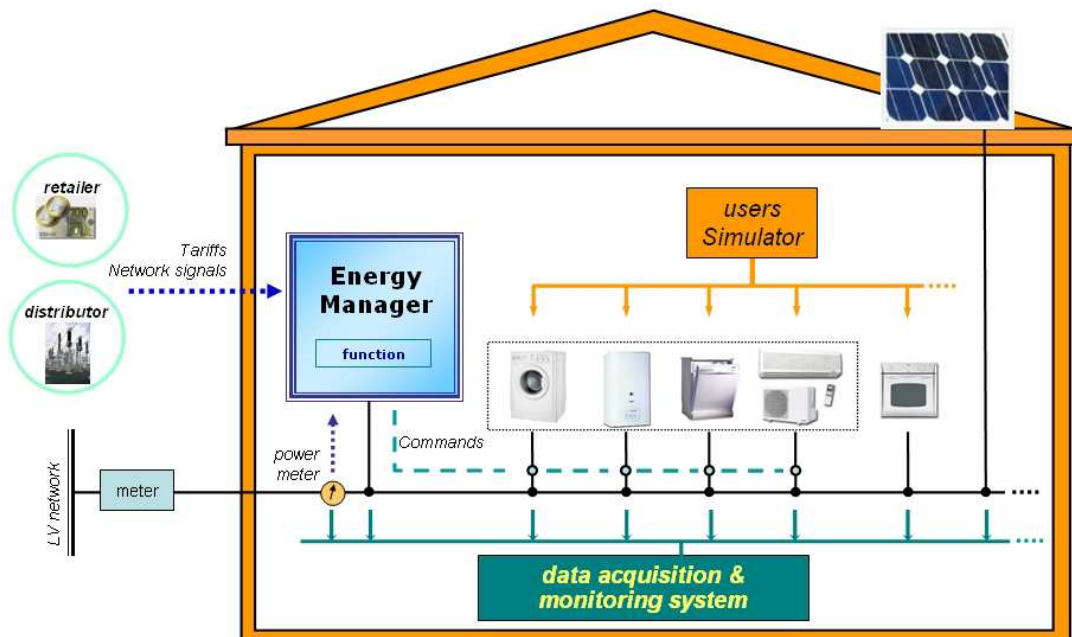 retailer
distributor
Tariffs
Network signals
Energy
Manager
function
users
Simulator
Commands
power
meter
LV network
meter
data acquisition &
monitoring system